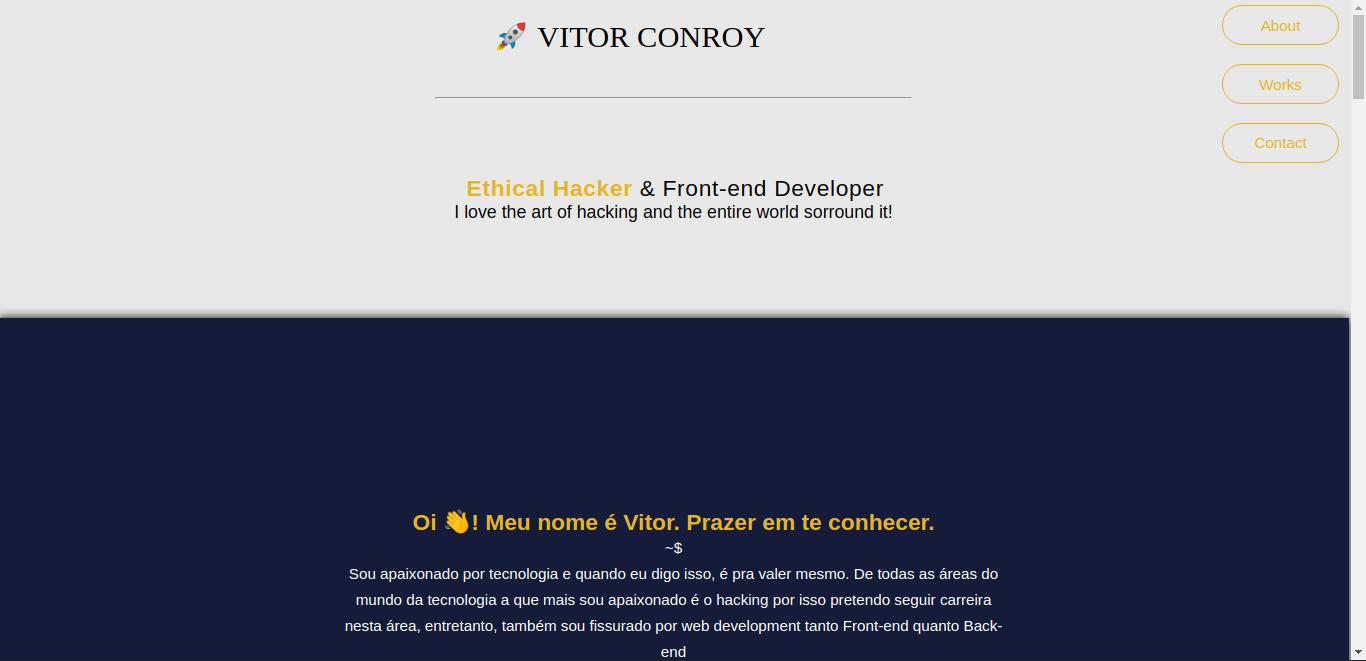 🚀 VITOR CONROY
About
Works
Contact
Ethical Hacker & Front-end Developer
I love the art of hacking and the entire world sorround it!
Oi 👋! Meu nome é Vitor. Prazer em te conhecer.
~$
Sou apaixonado por tecnologia e quando eu digo isso, é pra valer mesmo. De todas as áreas do
mundo da tecnologia a que mais sou apaixonado é o hacking por isso pretendo seguir carreira
nesta área, entretanto, também sou fissurado por web development tanto Front-end quanto Back-
end